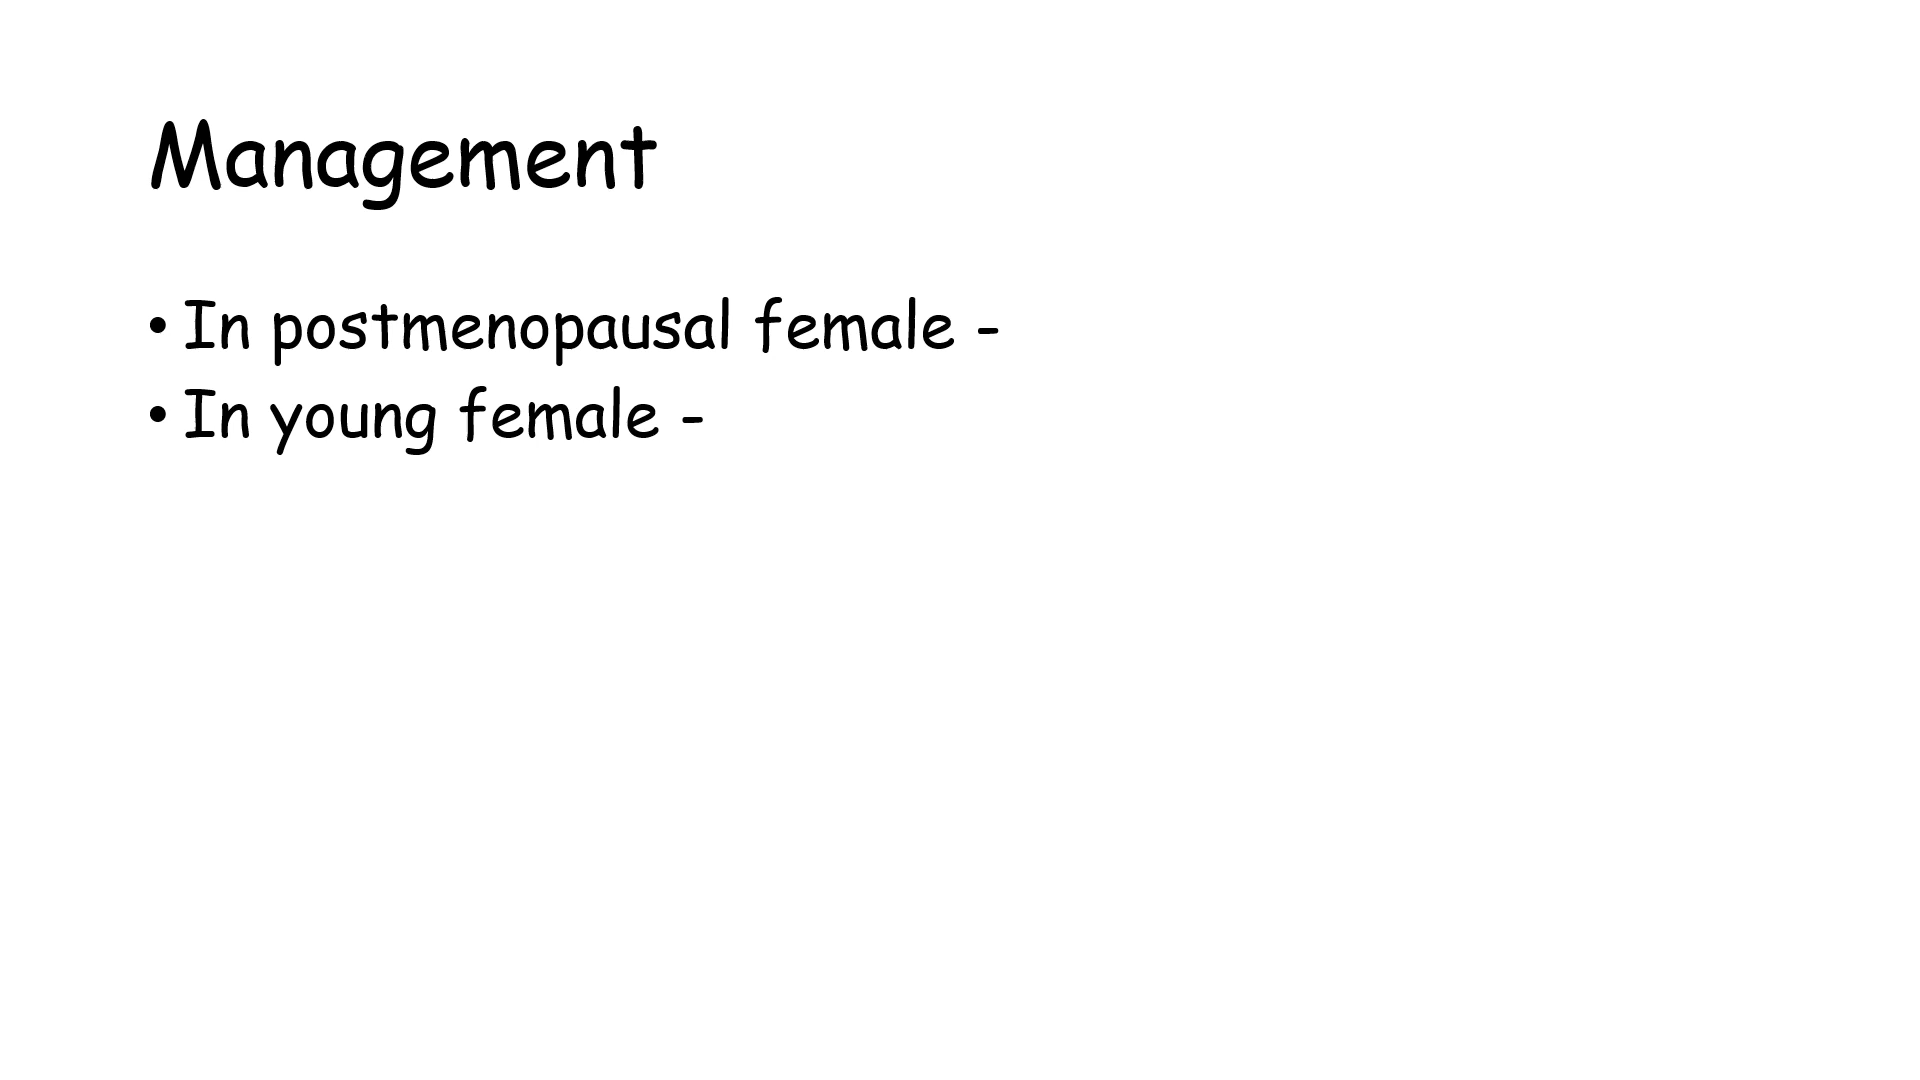 Management
• In postmenopausal female -
• In young female -